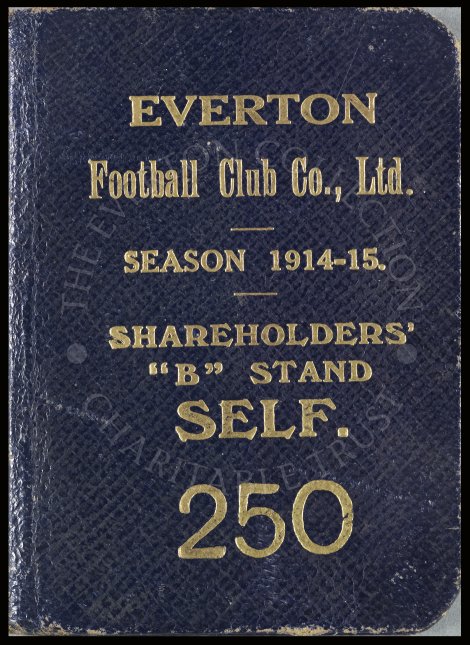 EVERTON
Football Club Co., Ltd.
SEASON 1914-15.
SHAREHOLDERS'
"B" STAND
SELF.
250
THE EVERTON COLLECTION
CHARITABLE TRUST